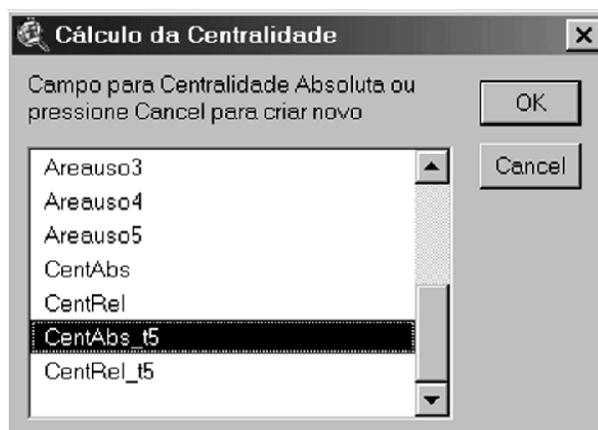 Cálculo da Centralidade
Campo para Centralidade Absoluta ou
pressione Cancel para criar novo
OK
Cancel
Areauso3
Areauso4
Areauso5
CentAbs
CentRel
CentAbs_t5
CentRel_t5